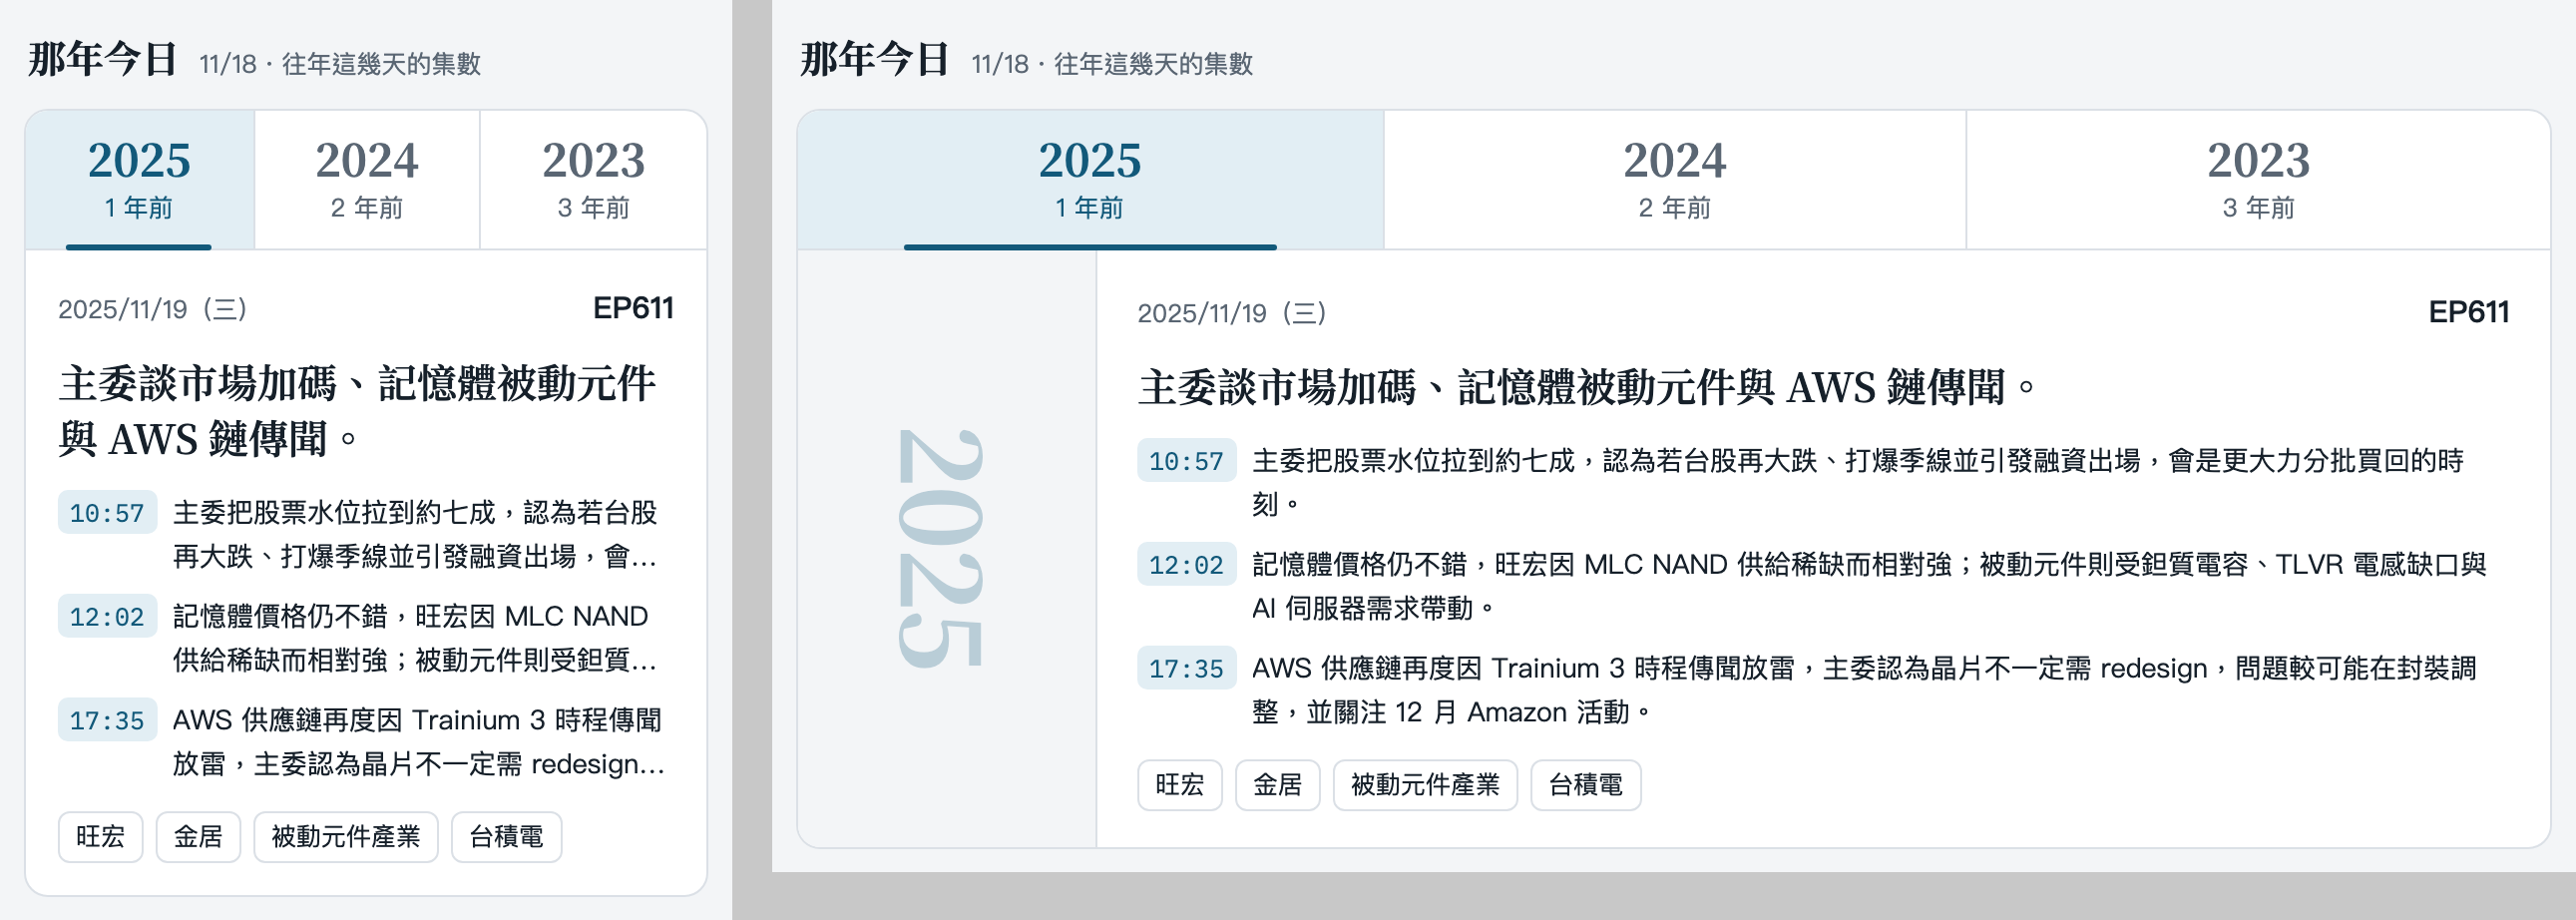 那年今日 11/18·往年這幾天的集數
2025
1 年前
2024
2 年前
2023
3 年前
2025/11/19（三）
EP611
主委談市場加碼、記憶體被動元件
與 AWS 鏈傳聞。
10:57 主委把股票水位拉到約七成，認為若台股
再大跌、打爆季線並引發融資出場，會…
12:02 記憶體價格仍不錯，旺宏因 MLC NAND
供給稀缺而相對強；被動元件則受鉭質…
17:35 AWS 供應鏈再度因 Trainium 3 時程傳聞
放雷，主委認為晶片不一定需 redesign…
旺宏 金居 被動元件產業 台積電
那年今日 11/18·往年這幾天的集數
2025
1 年前
2024
2 年前
2023
3 年前
2025
2025/11/19（三）
EP611
主委談市場加碼、記憶體被動元件與 AWS 鏈傳聞。
10:57 主委把股票水位拉到約七成，認為若台股再大跌、打爆季線並引發融資出場，會是更大力分批買回的時
刻。
12:02 記憶體價格仍不錯，旺宏因 MLC NAND 供給稀缺而相對強；被動元件則受鉭質電容、TLVR 電感缺口與
AI 伺服器需求帶動。
17:35 AWS 供應鏈再度因 Trainium 3 時程傳聞放雷，主委認為晶片不一定需 redesign，問題較可能在封裝調
整，並關注 12 月 Amazon 活動。
旺宏 金居 被動元件產業 台積電